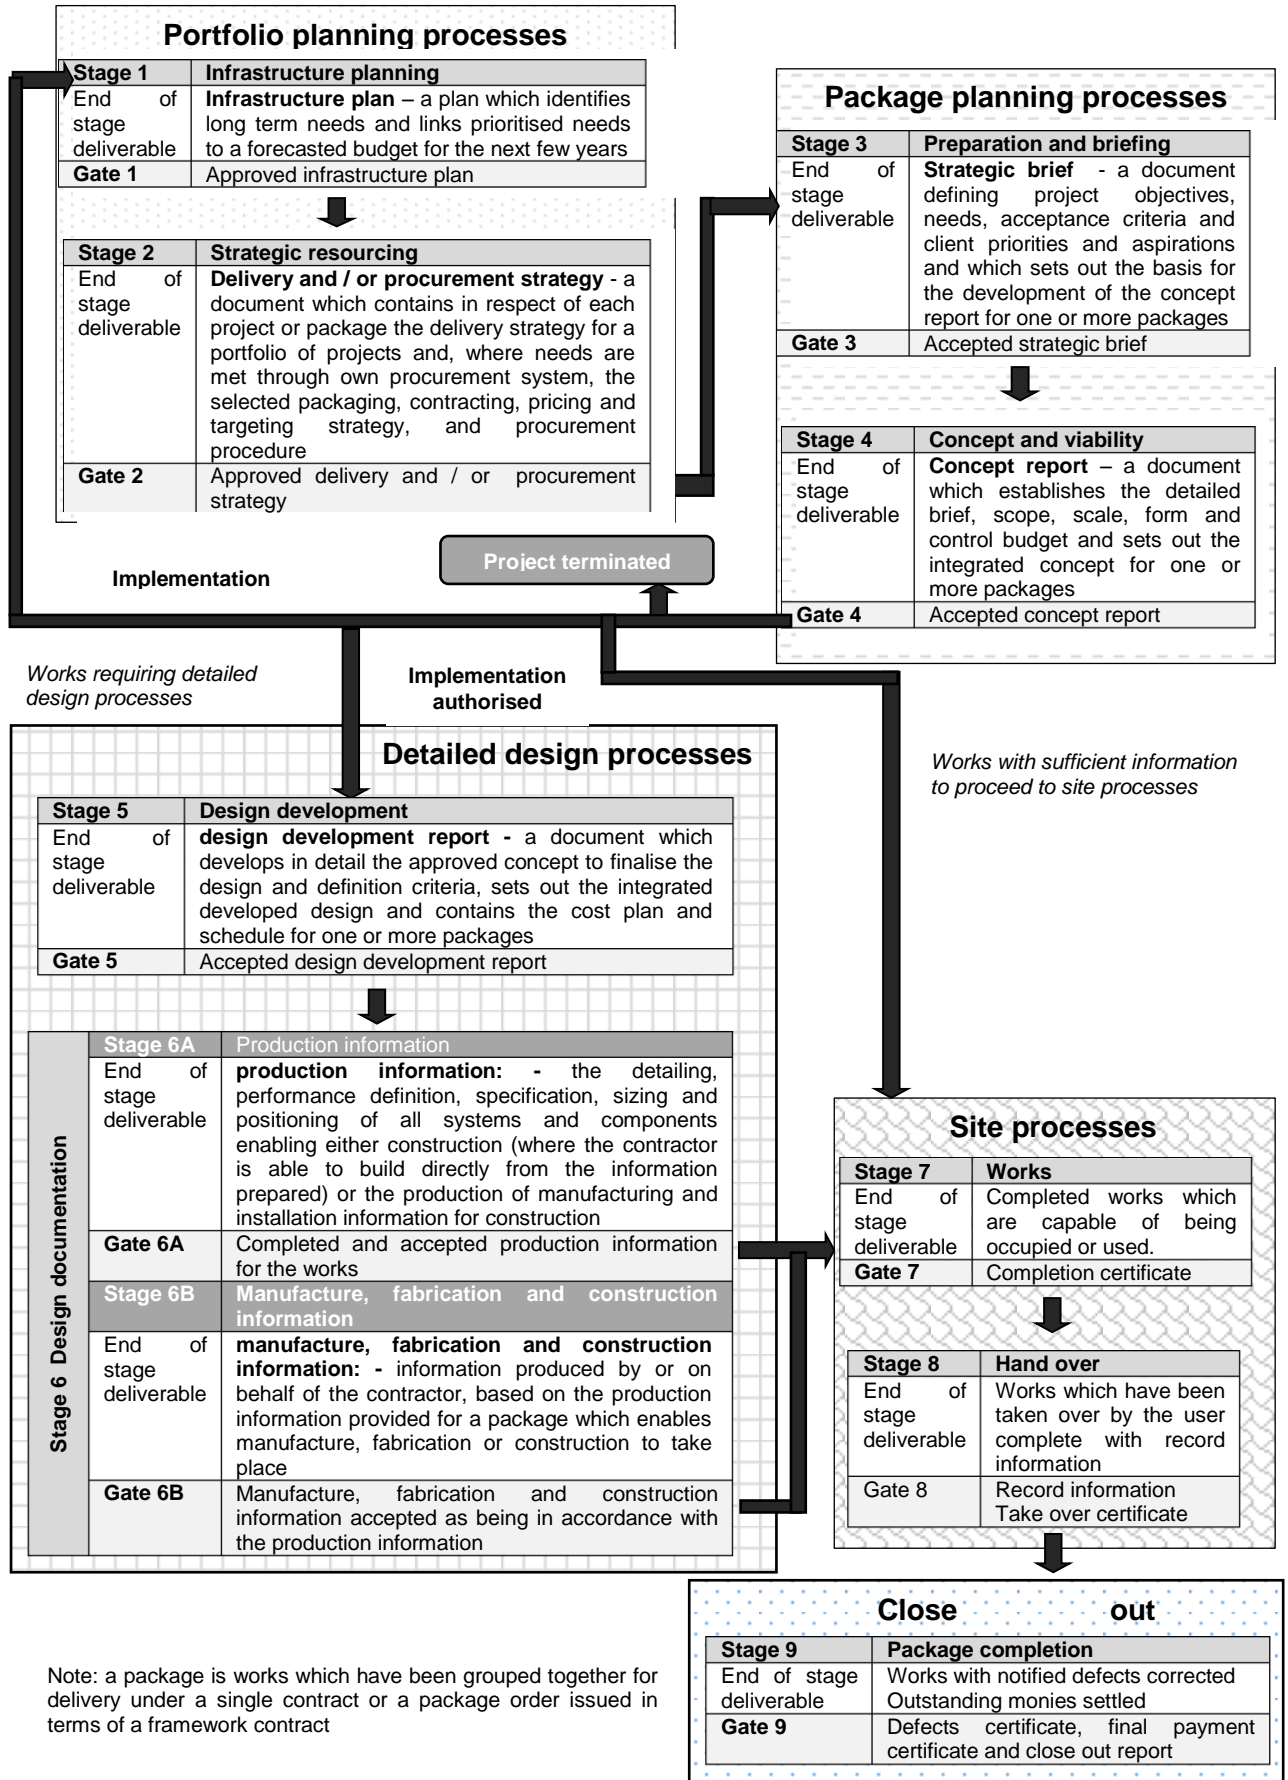 Portfolio planning processes
Stage 1 Infrastructure planning
End of stage deliverable
Infrastructure plan – a plan which identifies
long term needs and links prioritised needs
to a forecasted budget for the next few years
Gate 1 Approved infrastructure plan
Stage 2 Strategic resourcing
End of stage deliverable
Delivery and / or procurement strategy - a
document which contains in respect of each
project or package the delivery strategy for a
portfolio of projects and, where needs are
met through own procurement system, the
selected packaging, contracting, pricing and
targeting strategy, and procurement
procedure
Gate 2 Approved delivery and / or procurement
strategy
Package planning processes
Stage 3 Preparation and briefing
End of stage deliverable
Strategic brief - a document
defining project objectives,
needs, acceptance criteria and
client priorities and aspirations
and which sets out the basis for
the development of the concept
report for one or more packages
Gate 3 Accepted strategic brief
Stage 4 Concept and viability
End of stage deliverable
Concept report – a document
which establishes the detailed
brief, scope, scale, form and
control budget and sets out the
integrated concept for one or
more packages
Gate 4 Accepted concept report
Project terminated
Implementation
Works requiring detailed
design processes
Implementation
authorised
Works with sufficient information
to proceed to site processes
Detailed design processes
Stage 5 Design development
End of stage deliverable
design development report - a document which
develops in detail the approved concept to finalise the
design and definition criteria, sets out the integrated
developed design and contains the cost plan and
schedule for one or more packages
Gate 5 Accepted design development report
Stage 6 Design documentation
Stage 6A Production information
End of stage deliverable
production information: - the detailing,
performance definition, specification, sizing and
positioning of all systems and components
enabling either construction (where the contractor
is able to build directly from the information
prepared) or the production of manufacturing and
installation information for construction
Gate 6A Completed and accepted production information
for the works
Stage 6B Manufacture, fabrication and construction
information
End of stage deliverable
manufacture, fabrication and construction
information: - information produced by or on
behalf of the contractor, based on the production
information provided for a package which enables
manufacture, fabrication or construction to take
place
Gate 6B Manufacture, fabrication and construction
information accepted as being in accordance with
the production information
Site processes
Stage 7 Works
End of stage deliverable
Completed works which
are capable of being
occupied or used.
Gate 7 Completion certificate
Stage 8 Hand over
End of stage deliverable
Works which have been
taken over by the user
complete with record
information
Gate 8 Record information
Take over certificate
Close out
Stage 9 Package completion
End of stage deliverable
Works with notified defects corrected
Outstanding monies settled
Gate 9 Defects certificate, final payment
certificate and close out report
Note: a package is works which have been grouped together for
delivery under a single contract or a package order issued in
terms of a framework contract